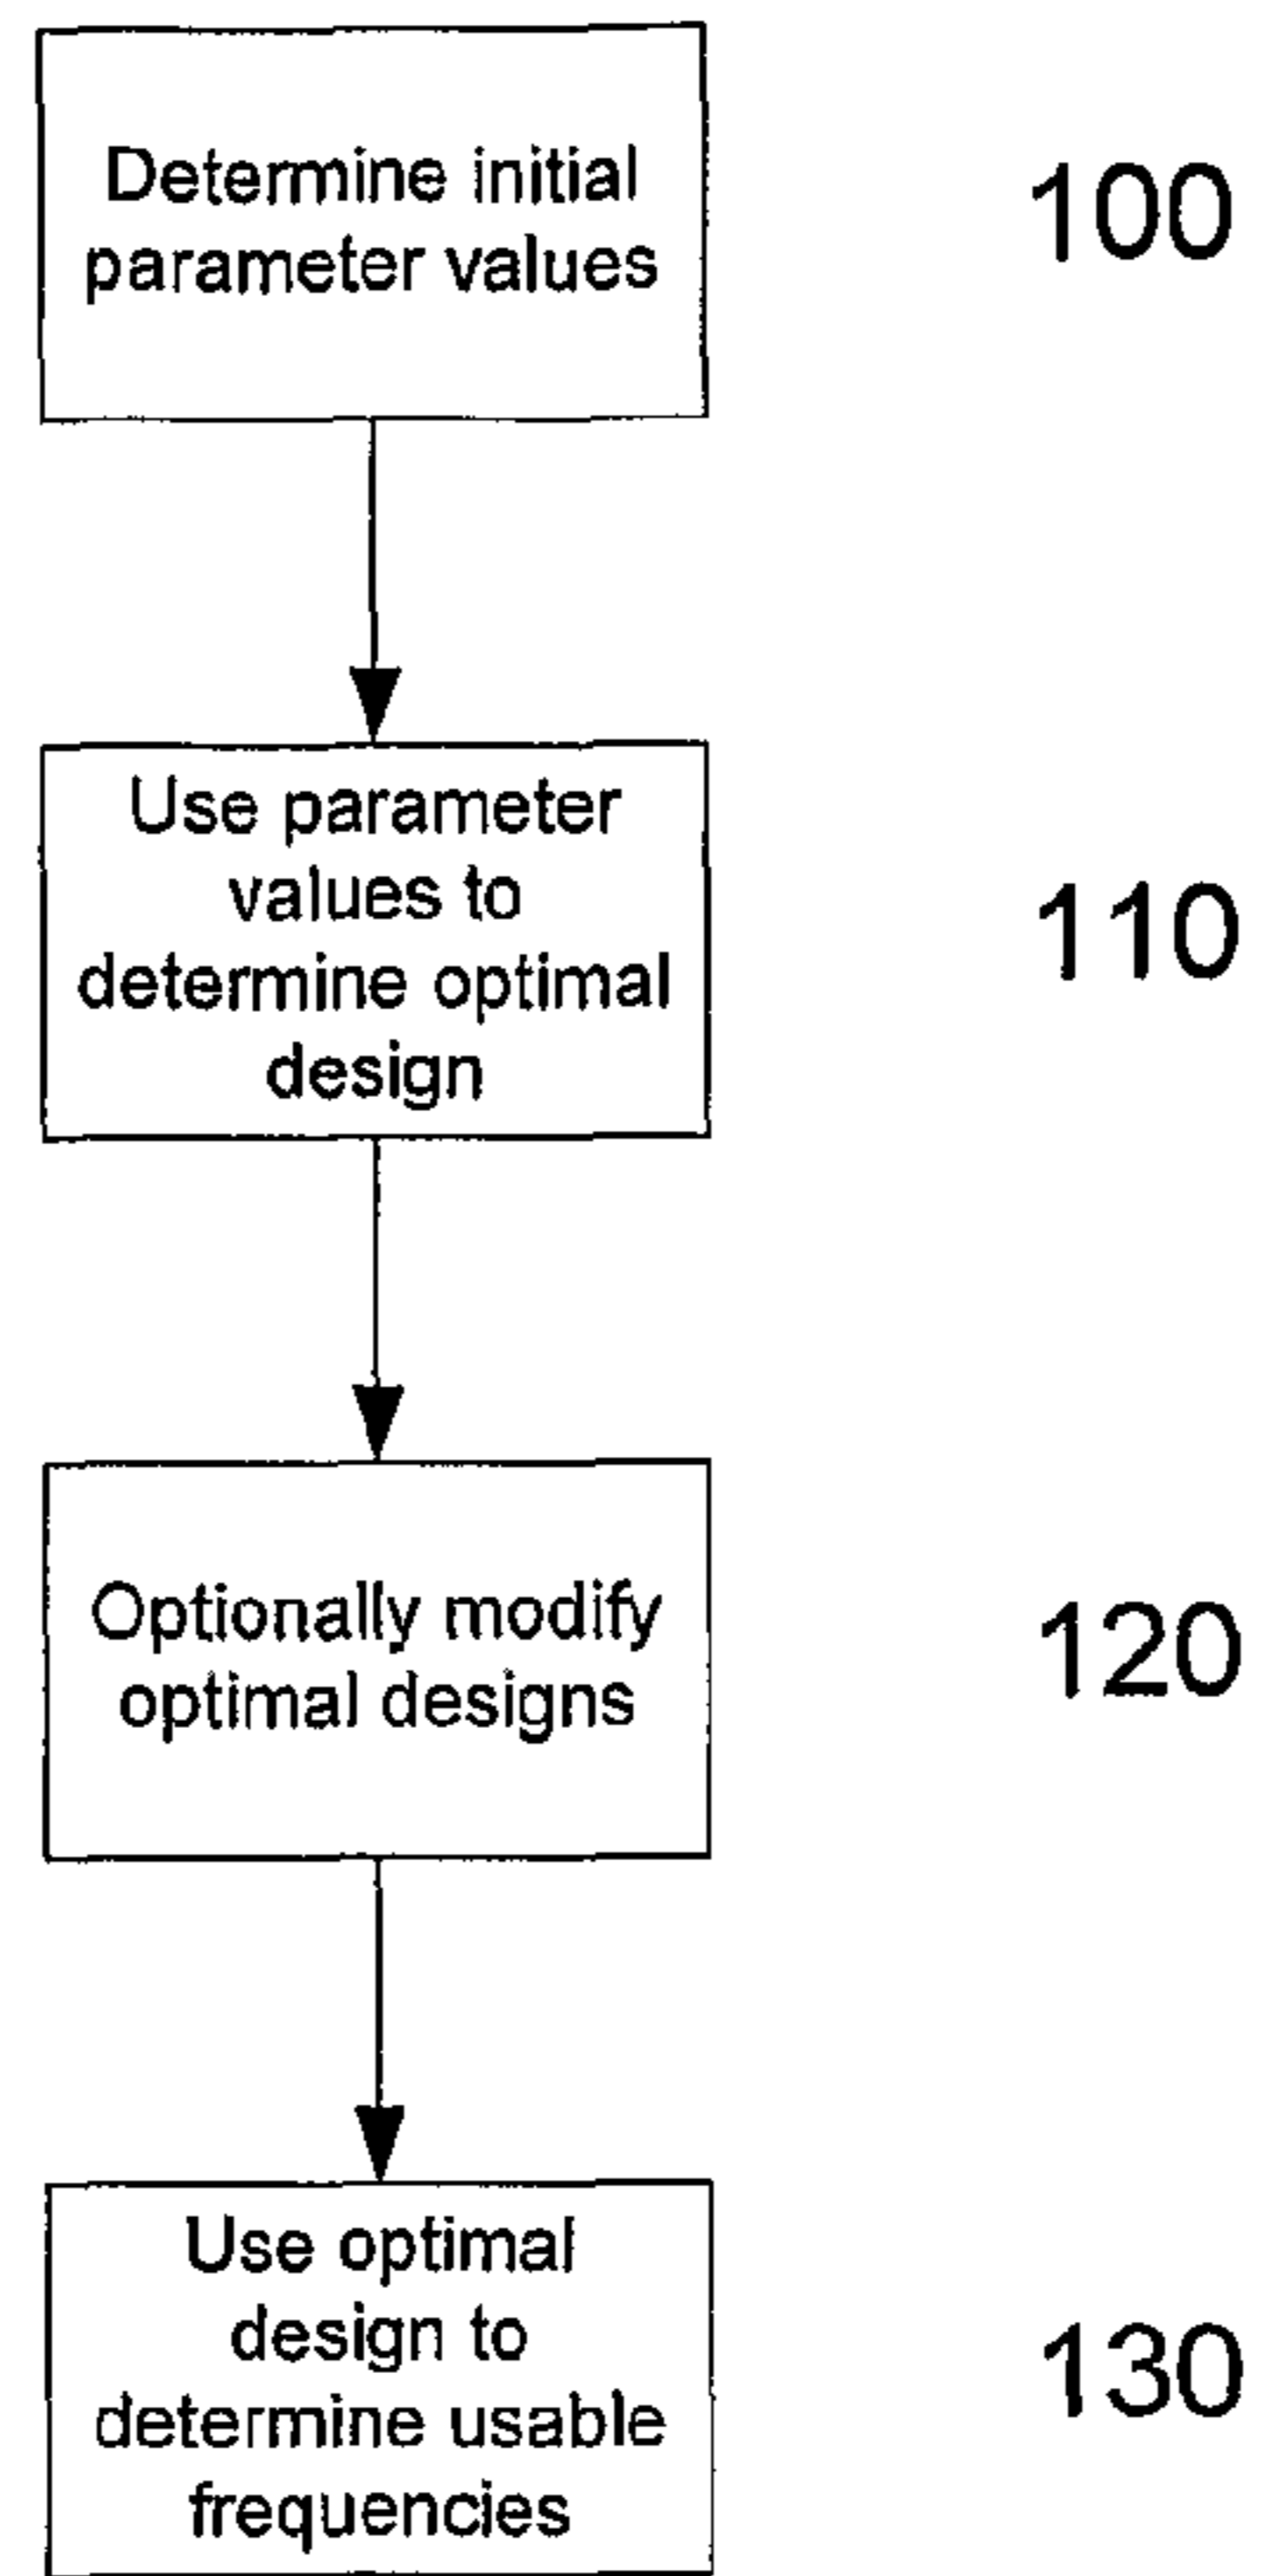 Determine initial
parameter values
100
Use parameter
values to
determine optimal
design
110
Optionally modify
optimal designs
120
Use optimal
design to
determine usable
frequencies
130